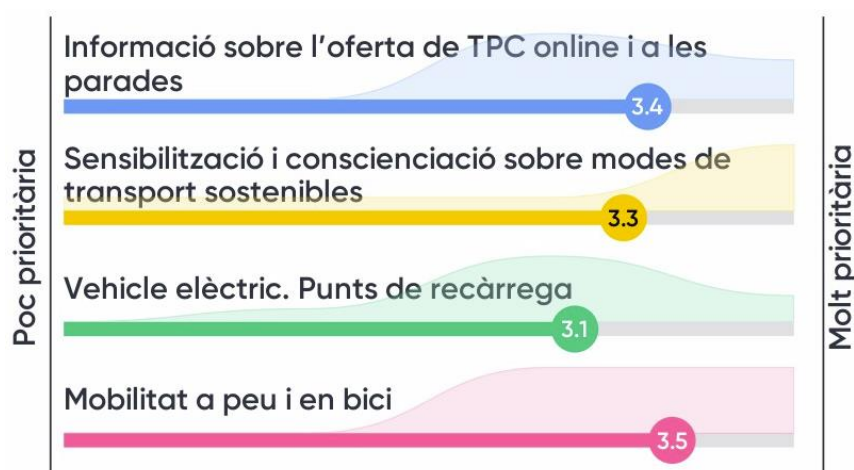 Poc prioritària
Informació sobre l'oferta de TPC online i a les
parades
3.4
Sensibilització i conscienciació sobre modes de
transport sostenibles
3.3
Vehicle elèctric. Punts de recàrrega
3.1
Mobilitat a peu i en bici
3.5
Molt prioritària